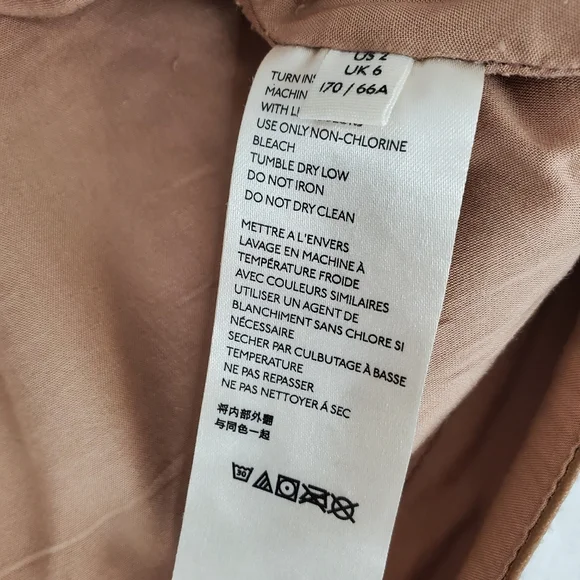 US 2
UK 6
170 / 66A
TURN
MACHIN
WITH
USE ONLY NON-CHLORINE
BLEACH
TUMBLE DRY LOW
DO NOT IRON
DO NOT DRY CLEAN
METTRE A L'ENVERS
LAVAGE EN MACHINE À
TEMPÉRATURE FROIDE
AVEC COULEURS SIMILAIRES
UTILISER UN AGENT DE
BLANCHIMENT SANS CHLORE SI
NÉCESSAIRE
SECHER PAR CULBUTAGE À BASSE
TEMPERATURE
NE PAS REPASSER
NE PAS NETTOYER Á SEC
将内部外翻
与同色一起
30